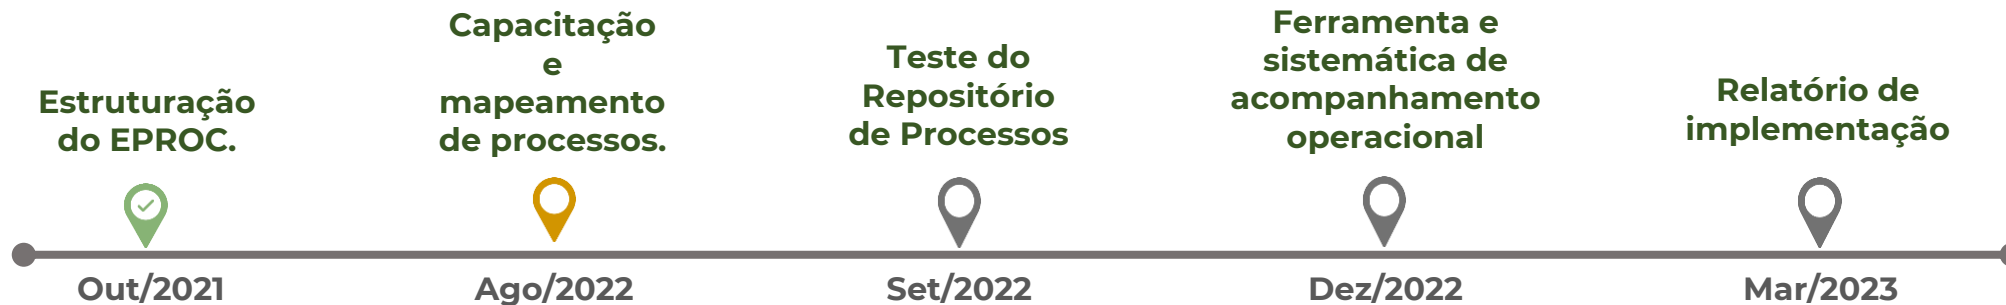 Estruturação
do EPROC.
Capacitação
e
mapeamento
de processos.
Teste do
Repositório
de Processos
Ferramenta e
sistemática de
acompanhamento
operacional
Relatório de
implementação
Out/2021
Ago/2022
Set/2022
Dez/2022
Mar/2023